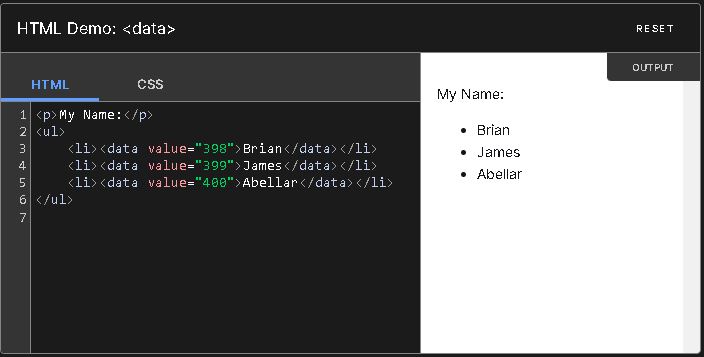 HTML Demo: <data>
RESET
HTML
CSS
OUTPUT
1 <p>My Name:</p>
2 <ul>
3     <li><data value="398">Brian</data></li>
4     <li><data value="399">James</data></li>
5     <li><data value="400">Abellar</data></li>
6 </ul>
7
My Name:
• Brian
• James
• Abellar